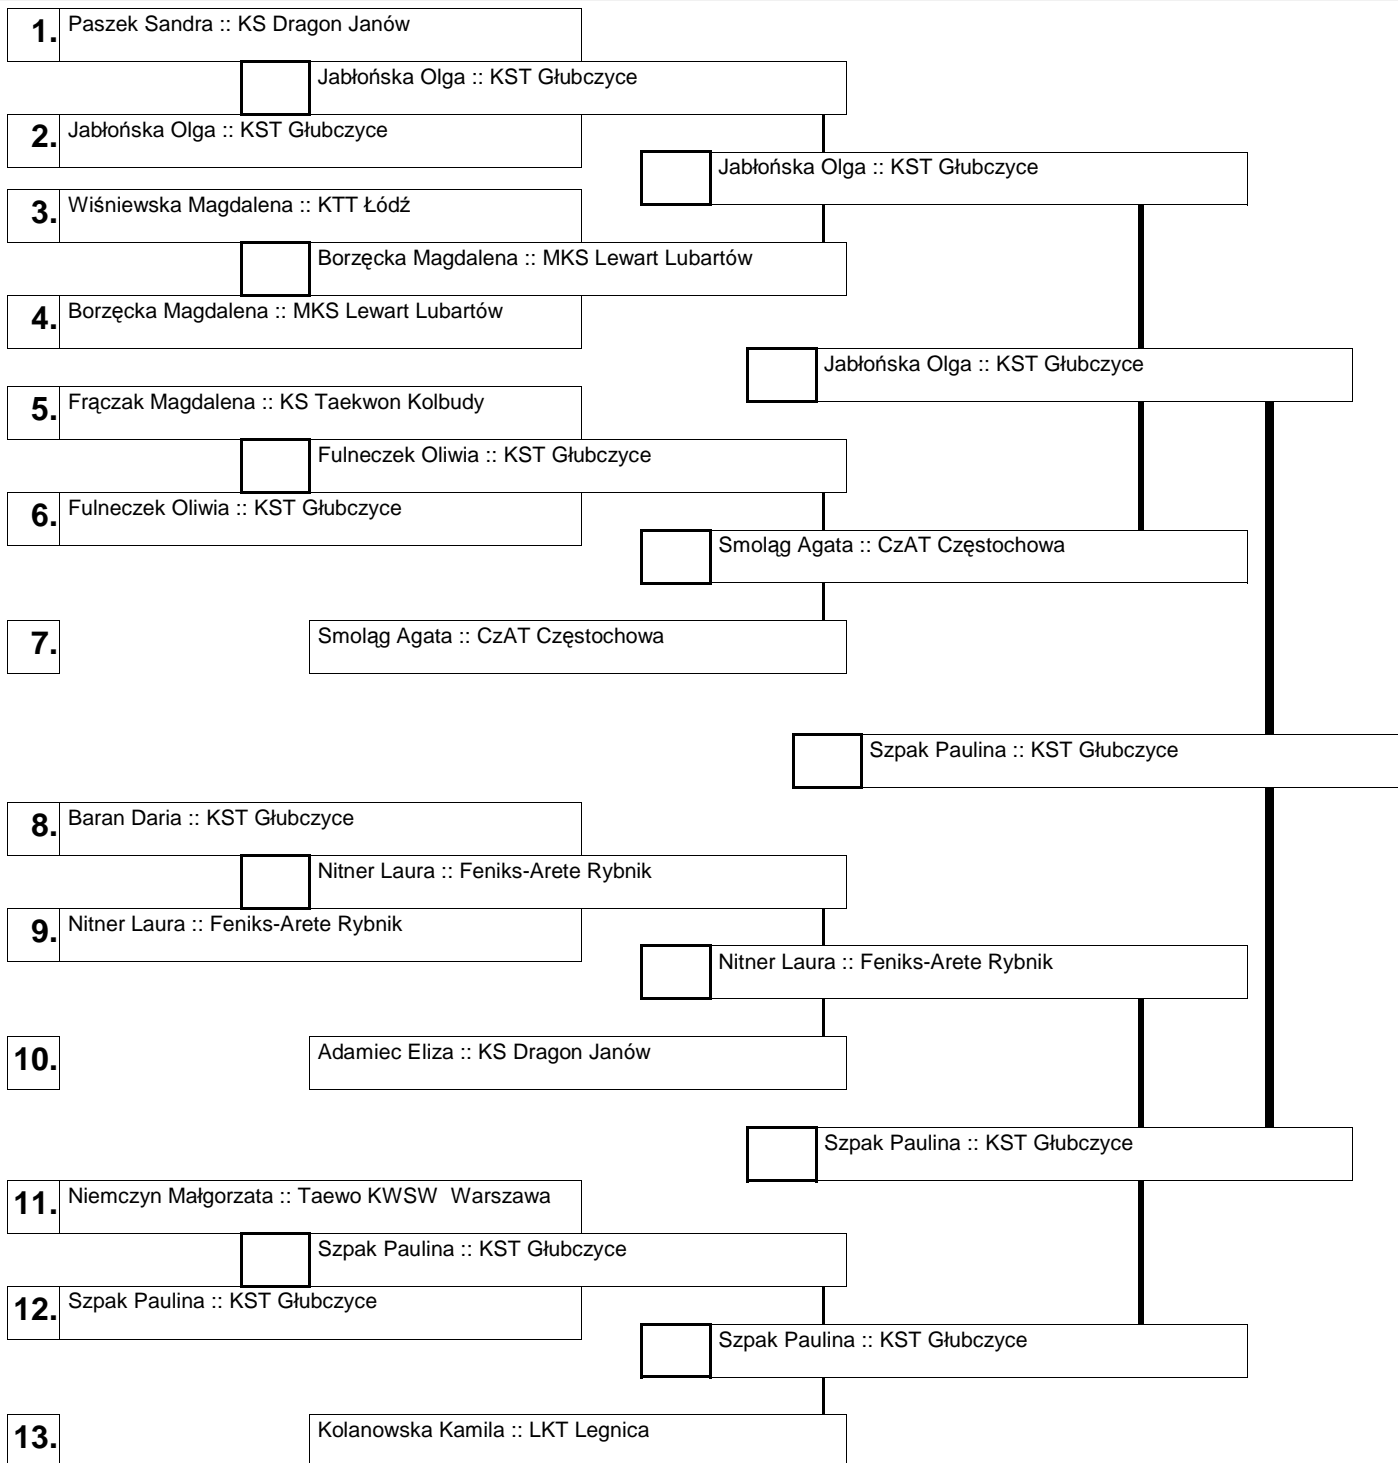 1. Paszek Sandra :: KS Dragon Janów
Jabłońska Olga :: KST Głubczyce
2. Jabłońska Olga :: KST Głubczyce
Jabłońska Olga :: KST Głubczyce
3. Wiśniewska Magdalena :: KTT Łódź
Borzęcka Magdalena :: MKS Lewart Lubartów
4. Borzęcka Magdalena :: MKS Lewart Lubartów
Jabłońska Olga :: KST Głubczyce
5. Frączak Magdalena :: KS Taekwon Kolbudy
Fulneczek Oliwia :: KST Głubczyce
6. Fulneczek Oliwia :: KST Głubczyce
Smoląg Agata :: CzAT Częstochowa
7. Smoląg Agata :: CzAT Częstochowa
Szpak Paulina :: KST Głubczyce
8. Baran Daria :: KST Głubczyce
Nitner Laura :: Feniks-Arete Rybnik
9. Nitner Laura :: Feniks-Arete Rybnik
Nitner Laura :: Feniks-Arete Rybnik
10. Adamiec Eliza :: KS Dragon Janów
Szpak Paulina :: KST Głubczyce
11. Niemczyn Małgorzata :: Taewo KWSW  Warszawa
Szpak Paulina :: KST Głubczyce
12. Szpak Paulina :: KST Głubczyce
Szpak Paulina :: KST Głubczyce
13. Kolanowska Kamila :: LKT Legnica